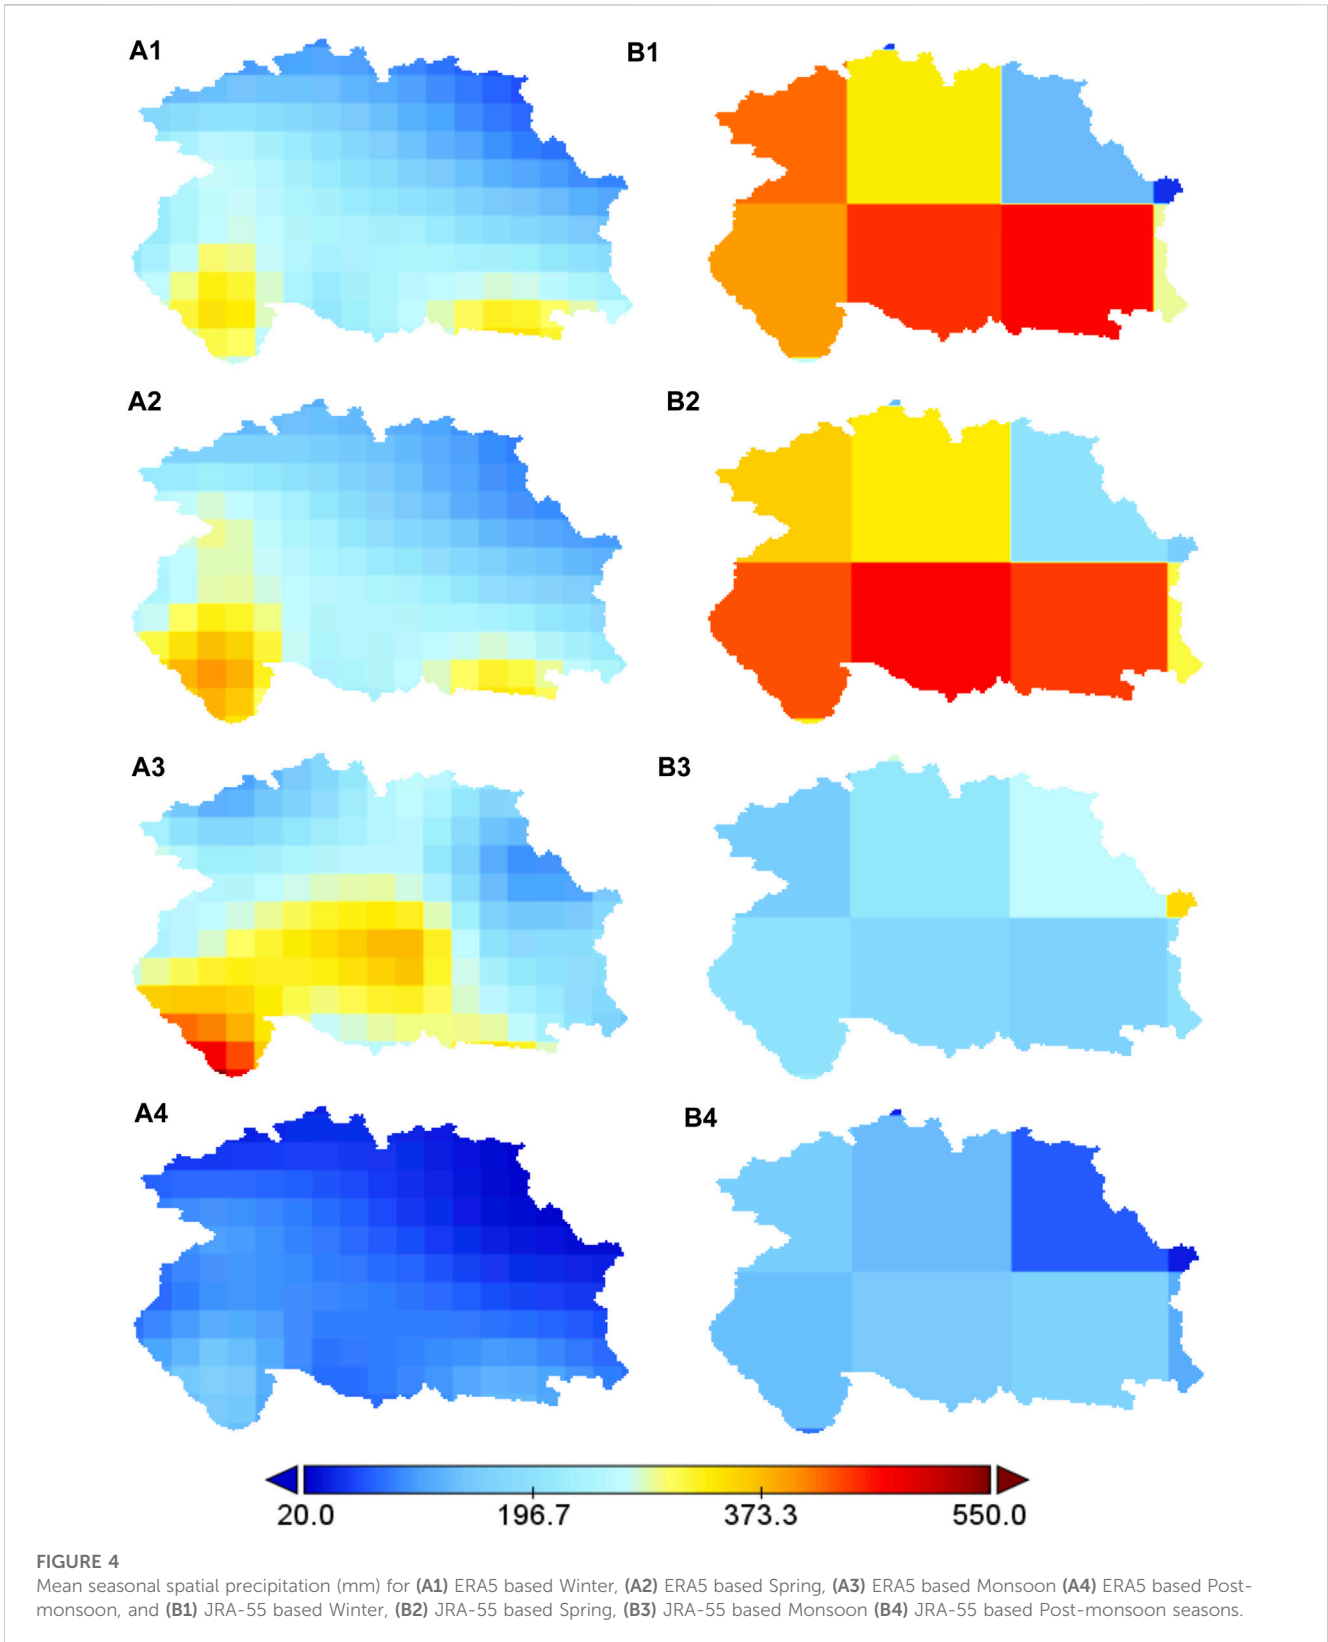 A1
B1
A2
B2
A3
B3
A4
B4
20.0 196.7 373.3 550.0
FIGURE 4
Mean seasonal spatial precipitation (mm) for (A1) ERA5 based Winter, (A2) ERA5 based Spring, (A3) ERA5 based Monsoon (A4) ERA5 based Post-
monsoon, and (B1) JRA-55 based Winter, (B2) JRA-55 based Spring, (B3) JRA-55 based Monsoon (B4) JRA-55 based Post-monsoon seasons.